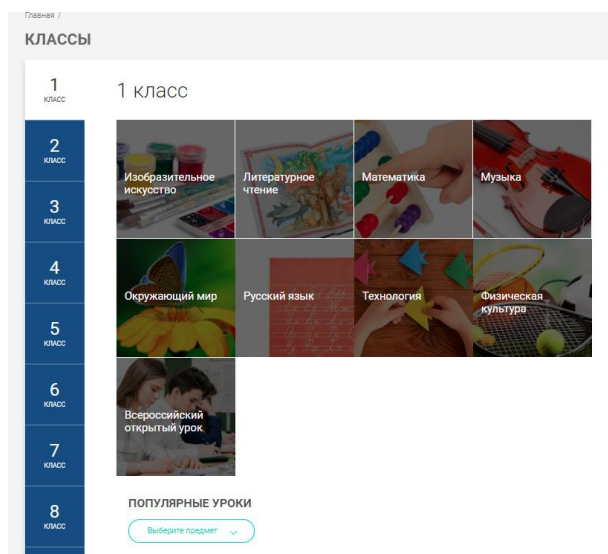 Главная /
КЛАССЫ
1
КЛАСС
2
КЛАСС
3
КЛАСС
4
КЛАСС
5
КЛАСС
6
КЛАСС
7
КЛАСС
8
КЛАСС
1 класс
Изобразительное
искусство
Литературное
чтение
Математика
Музыка
Окружающий мир
Русский язык
Технология
Физическая
культура
Всероссийский
открытый урок
ПОПУЛЯРНЫЕ УРОКИ
Выберите предмет